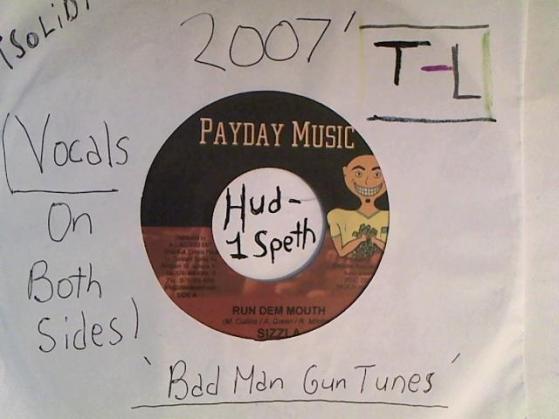 (SOLID)
2007'
T-L
(Vocals
On
Both
Sides)
PAYDAY MUSIC
Hud-
1 Speth
SIDE A
RUN DEM MOUTH
SIZZLA
'Bad Man Gun Tunes'